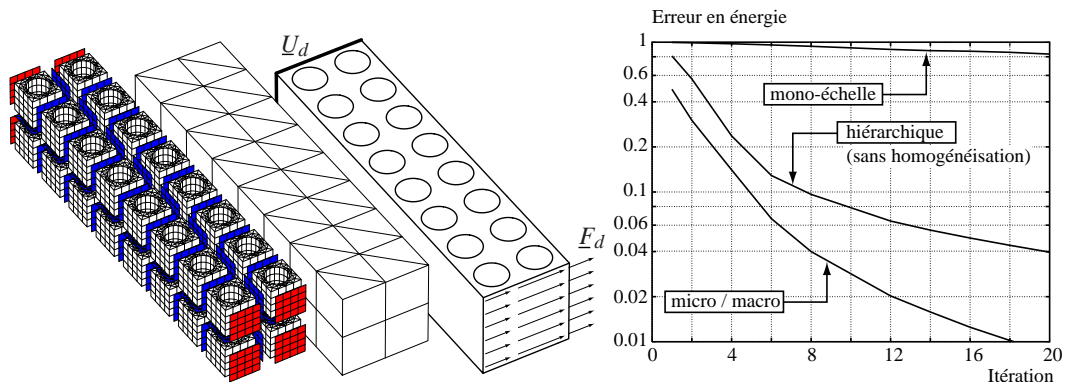 U_d
F_d
Erreur en énergie
1
0.6
0.4
0.2
0.1
0.06
0.04
0.02
0.01
mono-échelle
hiérarchique
(sans homogénéisation)
micro / macro
0 4 8 12 16 20
Itération